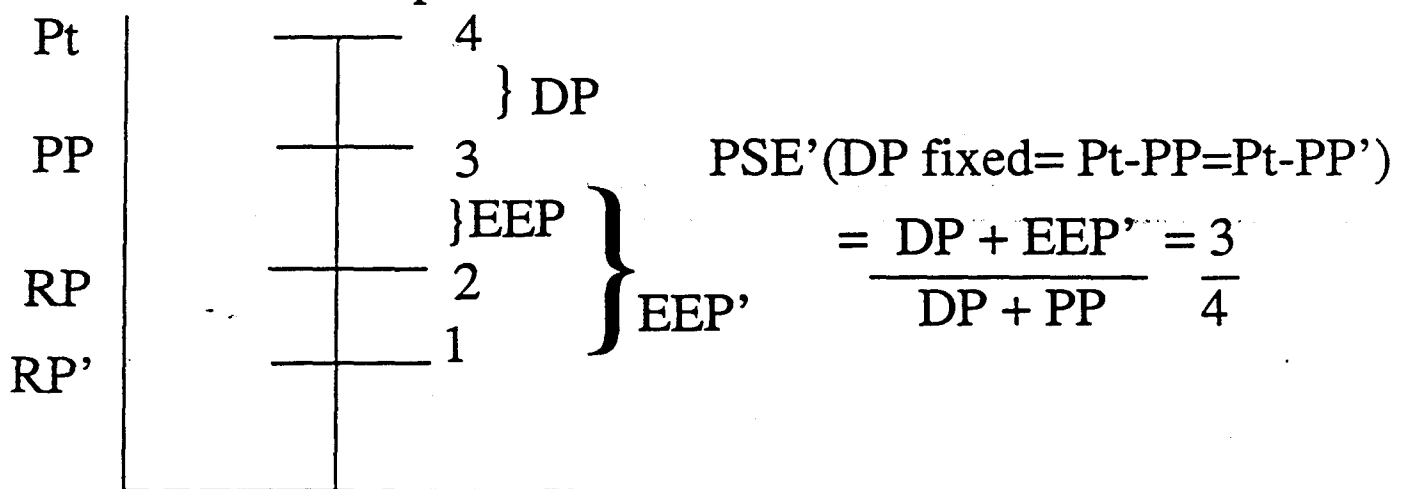 Pt 4
} DP
PP 3 PSE’(DP fixed= Pt-PP=Pt-PP’)
}EEP = DP + EEP’ = 3
RP 2 } EEP’ DP + PP 4
RP’ 1